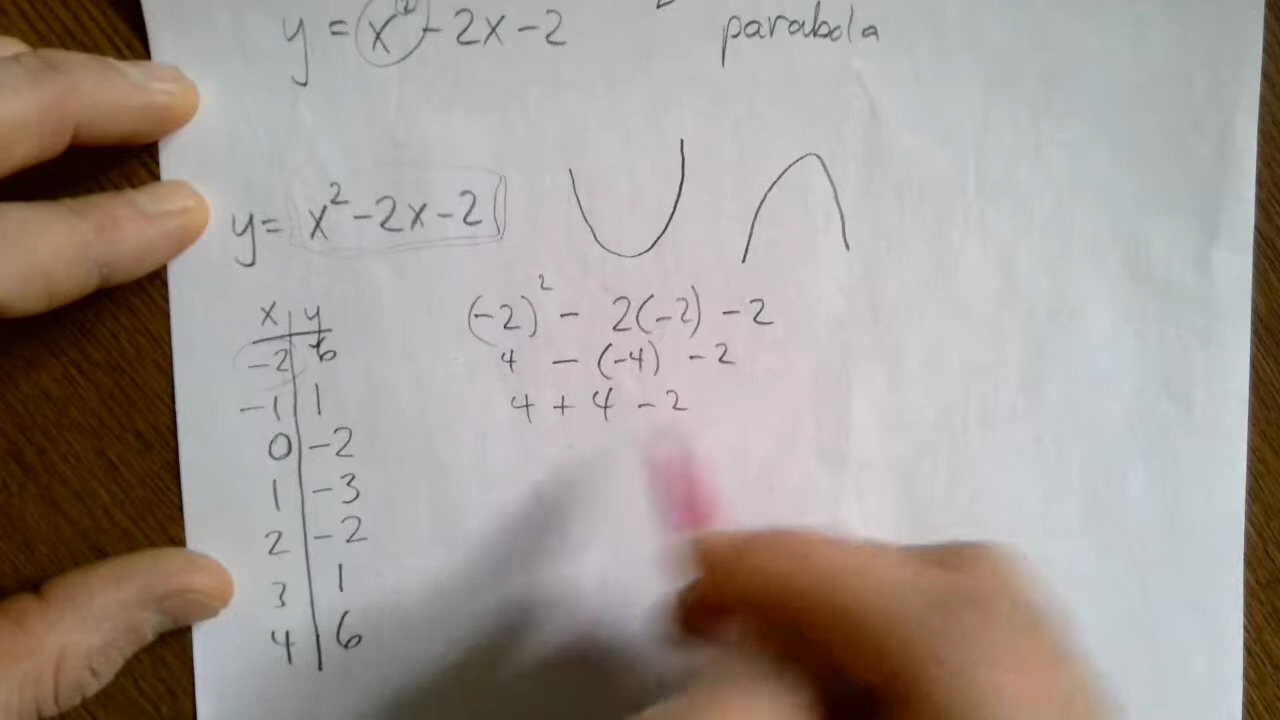 y = x² - 2x - 2 parabola
y = x² - 2x - 2
(-2)² - 2(-2) - 2
x y
-2 6
4 - (-4) - 2
-1 1
4 + 4 - 2
0 -2
1 -3
2 -2
3 1
4 6